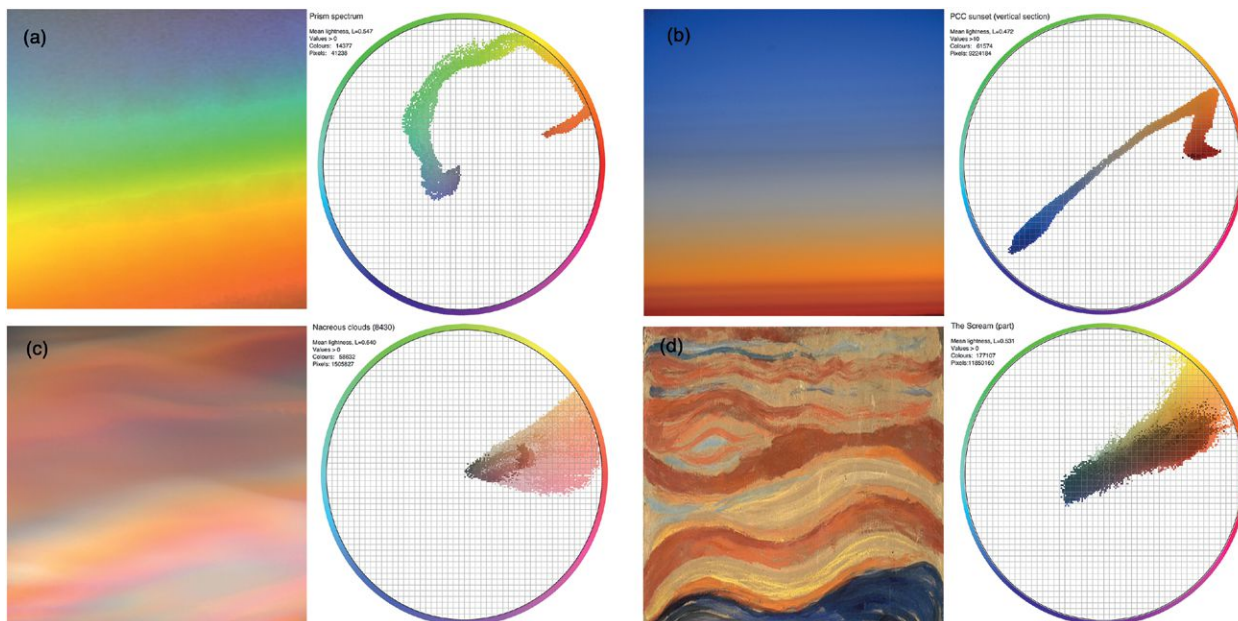 (a)
Prism spectrum
Mean lightness, L=0.547
Values > 0
Colours: 14377
Pixels: 41238
(b)
PCC sunset (vertical section)
Mean lightness, L=0.472
Values >10
Colours: 61574
Pixels: 9224184
(c)
Nacreous clouds (8430)
Mean lightness, L=0.640
Values > 0
Colours: 58632
Pixels: 1505627
(d)
The Scream (part)
Mean lightness, L=0.531
Values > 0
Colours: 177107
Pixels:11850160